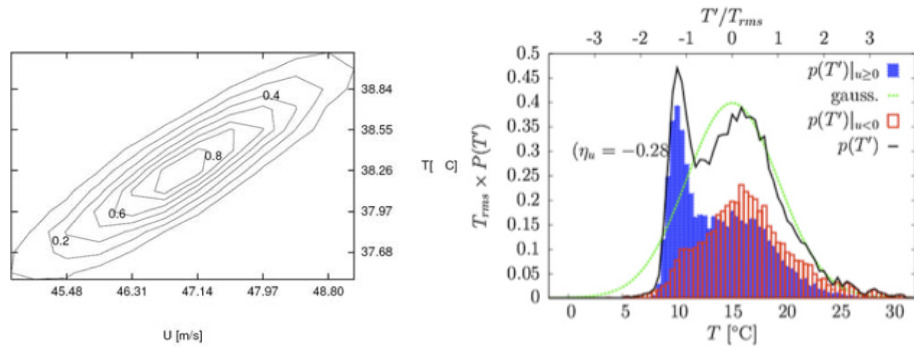 0.4
0.8
0.6
0.2
38.84
38.55
38.26
37.97
37.68
T[ C]
45.48 46.31 47.14 47.97 48.80
U [m/s]
T'/T_rms
-3 -2 -1 0 1 2 3
0.5
0.45
0.4
0.35
0.3
0.25
0.2
0.15
0.1
0.05
0
T_rms × P(T')
(η_u = −0.28
p(T')|_{u≥0}
gauss.
p(T')|_{u<0}
p(T')
0 5 10 15 20 25 30
T [°C]